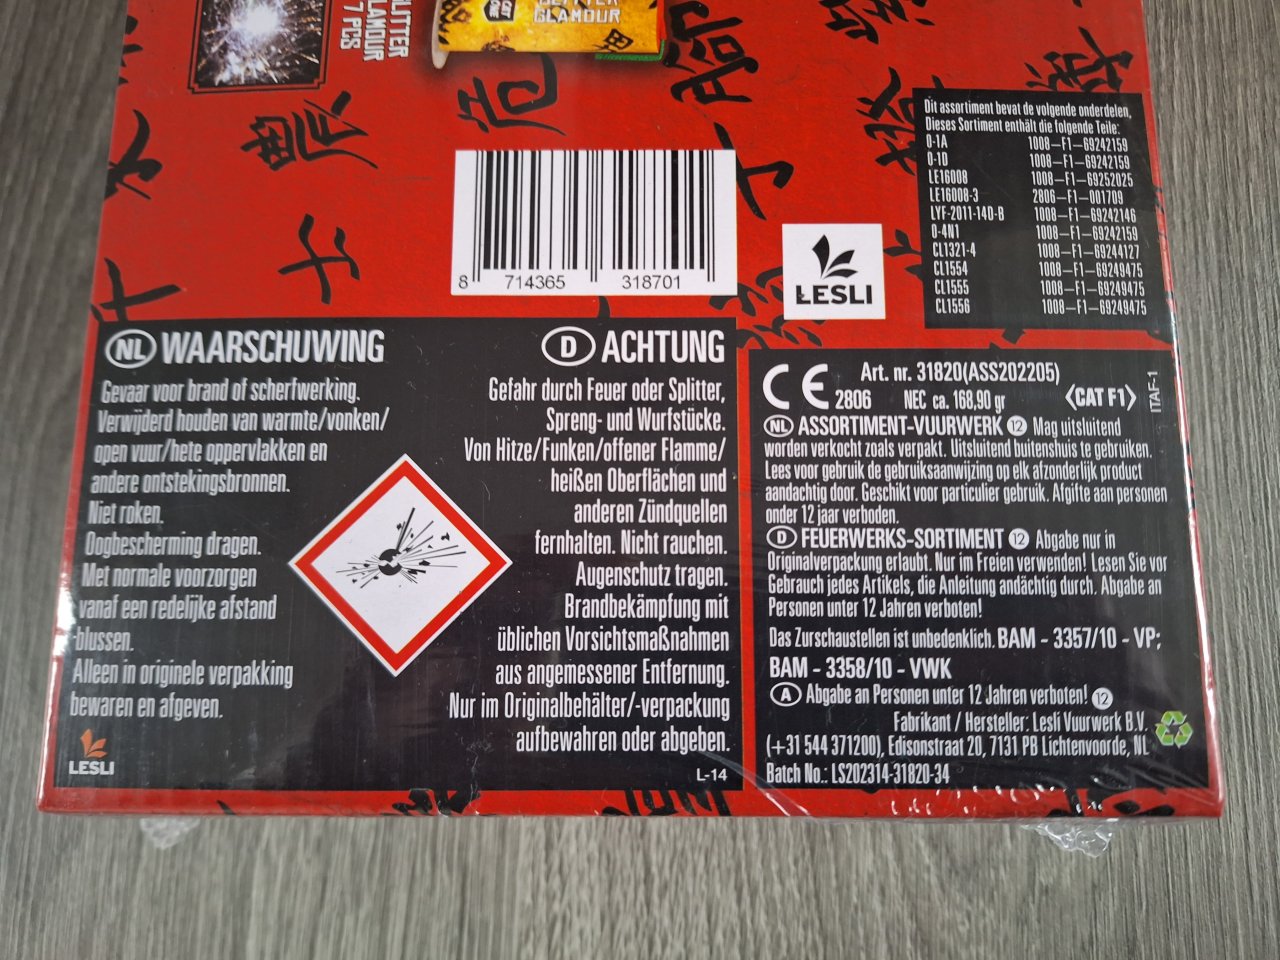 GLITTER
GLAMOUR
7 PCS
GLITTER
GLAMOUR
危
Dit assortiment bevat de volgende onderdelen,
Dieses Sortiment enthält die folgende Teile:
0-1A 1008-F1-69242159
0-1D 1008-F1-69242159
LE16008 1008-F1-69252025
LE16008-3 2806-F1-001709
LYF-2011-14D-B 1008-F1-69242146
0-4N1 1008-F1-69242159
CL1321-4 1008-F1-69244127
CL1554 1008-F1-69249475
CL1555 1008-F1-69249475
CL1556 1008-F1-69249475
8 714365 318701
LESLI
NL WAARSCHUWING
Gevaar voor brand of scherfwerking.
Verwijderd houden van warmte/vonken/
open vuur/hete oppervlakken en
andere ontstekingsbronnen.
Niet roken.
Oogbescherming dragen.
Met normale voorzorgen
vanaf een redelijke afstand
blussen.
Alleen in originele verpakking
bewaren en afgeven.
LESLI
D ACHTUNG
Gefahr durch Feuer oder Splitter,
Spreng- und Wurfstücke.
Von Hitze/Funken/offener Flamme/
heißen Oberflächen und
anderen Zündquellen
fernhalten. Nicht rauchen.
Augenschutz tragen.
Brandbekämpfung mit
üblichen Vorsichtsmaßnahmen
aus angemessener Entfernung.
Nur im Originalbehälter/-verpackung
aufbewahren oder abgeben.
L-14
CE 2806
Art. nr. 31820(ASS202205)
NEC ca. 168,90 gr
CAT F1
ITAF-1
NL ASSORTIMENT-VUURWERK 12 Mag uitsluitend
worden verkocht zoals verpakt. Uitsluitend buitenshuis te gebruiken.
Lees voor gebruik de gebruiksaanwijzing op elk afzonderlijk product
aandachtig door. Geschikt voor particulier gebruik. Afgifte aan personen
onder 12 jaar verboden.
D FEUERWERKS-SORTIMENT 12 Abgabe nur in
Originalverpackung erlaubt. Nur im Freien verwenden! Lesen Sie vor
Gebrauch jedes Artikels, die Anleitung andächtig durch. Abgabe an
Personen unter 12 Jahren verboten!
Das Zurschaustellen ist unbedenklich. BAM - 3357/10 - VP;
BAM - 3358/10 - VWK
A Abgabe an Personen unter 12 Jahren verboten! 12
Fabrikant / Hersteller: Lesli Vuurwerk B.V.
(+31 544 371200), Edisonstraat 20, 7131 PB Lichtenvoorde, NL
Batch No.: LS202314-31820-34